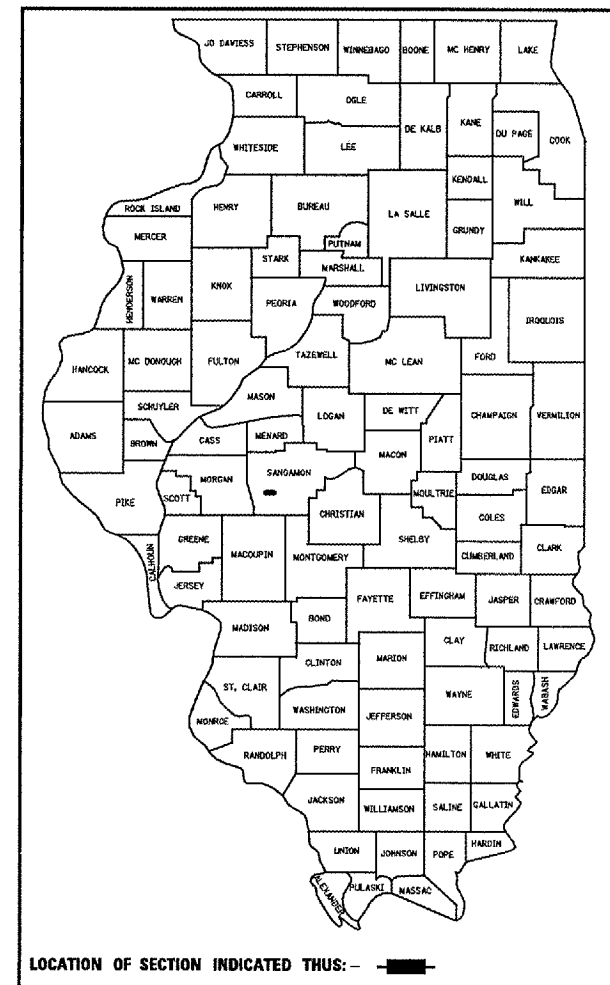 JO DAVIESS STEPHENSON WINNEBAGO BOONE MC HENRY LAKE
CARROLL OGLE DE KALB KANE DU PAGE COOK
WHITESIDE LEE
KENDALL WILL
ROCK ISLAND HENRY BUREAU LA SALLE GRUNDY
MERCER PUTNAM
STARK MARSHALL KANKAKEE
HENDERSON WARREN KNOX PEORIA WOODFORD LIVINGSTON
IROQUOIS
HANCOCK MC DONOUGH FULTON TAZEWELL MC LEAN FORD
SCHUYLER MASON
ADAMS BROWN CASS MENARD LOGAN DE WITT PIATT CHAMPAIGN VERMILION
MACON
PIKE SCOTT MORGAN SANGAMON MOULTRIE DOUGLAS EDGAR
CHRISTIAN COLES
GREENE MACOUPIN MONTGOMERY SHELBY CUMBERLAND CLARK
CALHOUN JERSEY
FAYETTE EFFINGHAM JASPER CRAWFORD
MADISON BOND
CLAY RICHLAND LAWRENCE
CLINTON MARION
ST. CLAIR WAYNE EDWARDS WABASH
WASHINGTON JEFFERSON
MONROE
RANDOLPH PERRY HAMILTON WHITE
FRANKLIN
JACKSON WILLIAMSON SALINE GALLATIN
UNION JOHNSON POPE HARDIN
ALEXANDER PULASKI MASSAC
LOCATION OF SECTION INDICATED THUS: -